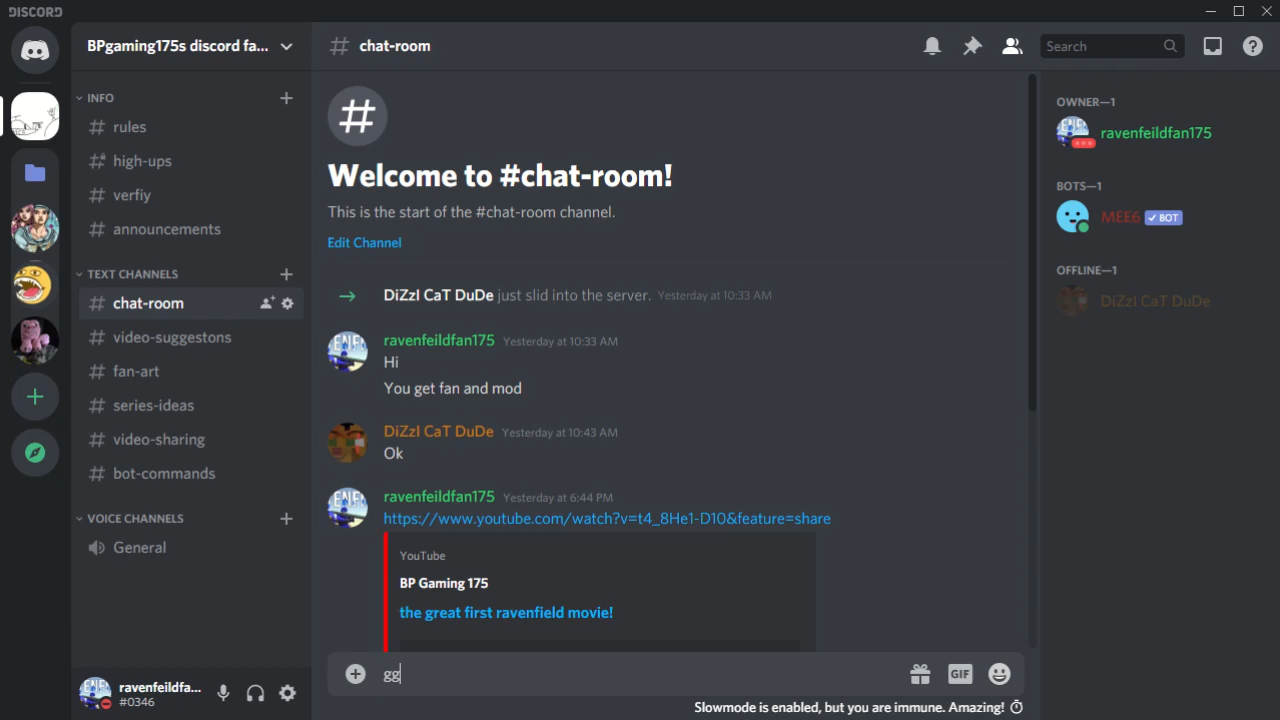 DISCORD
BPgaming175s discord fa...
INFO
rules
high-ups
verfiy
announcements
TEXT CHANNELS
chat-room
video-suggestons
fan-art
series-ideas
video-sharing
bot-commands
VOICE CHANNELS
General
ravenfeildfa...
#0346
chat-room
Search
Welcome to #chat-room!
This is the start of the #chat-room channel.
Edit Channel
DiZzI CaT DuDe just slid into the server. Yesterday at 10:33 AM
ravenfeildfan175 Yesterday at 10:33 AM
Hi
You get fan and mod
DiZzI CaT DuDe Yesterday at 10:43 AM
Ok
ravenfeildfan175 Yesterday at 6:44 PM
https://www.youtube.com/watch?v=t4_8He1-D10&feature=share
YouTube
BP Gaming 175
the great first ravenfield movie!
gg
GIF
Slowmode is enabled, but you are immune. Amazing!
OWNER—1
ravenfeildfan175
BOTS—1
MEE6 ✓ BOT
OFFLINE—1
DiZzI CaT DuDe